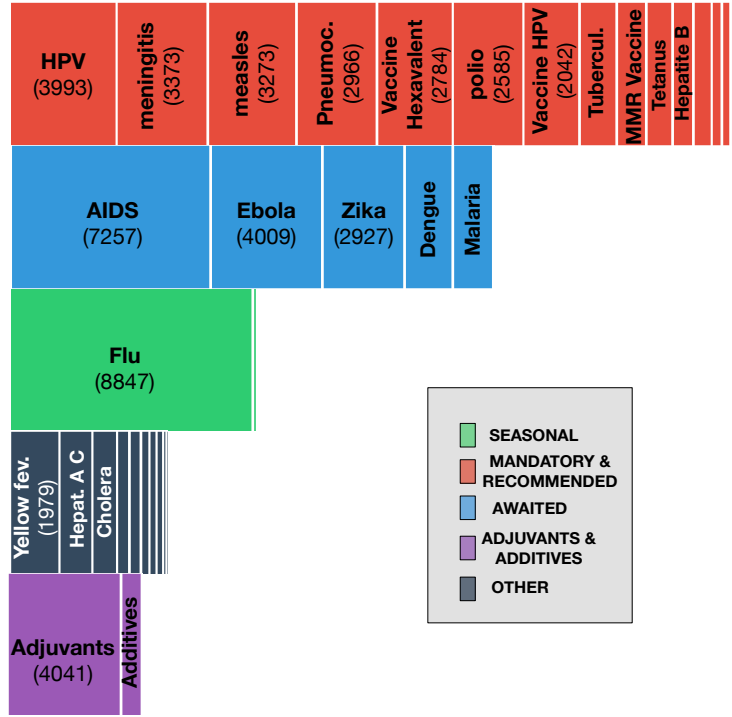 HPV
(3993)
meningitis
(3373)
measles
(3273)
Pneumoc.
(2966)
Vaccine
Hexavalent
(2784)
polio
(2585)
Vaccine HPV
(2042)
Tubercul.
MMR Vaccine
Tetanus
Hepatite B
AIDS
(7257)
Ebola
(4009)
Zika
(2927)
Dengue
Malaria
Flu
(8847)
Yellow fev.
(1979)
Hepat. A C
Cholera
Adjuvants
(4041)
Additives
SEASONAL
MANDATORY &
RECOMMENDED
AWAITED
ADJUVANTS &
ADDITIVES
OTHER